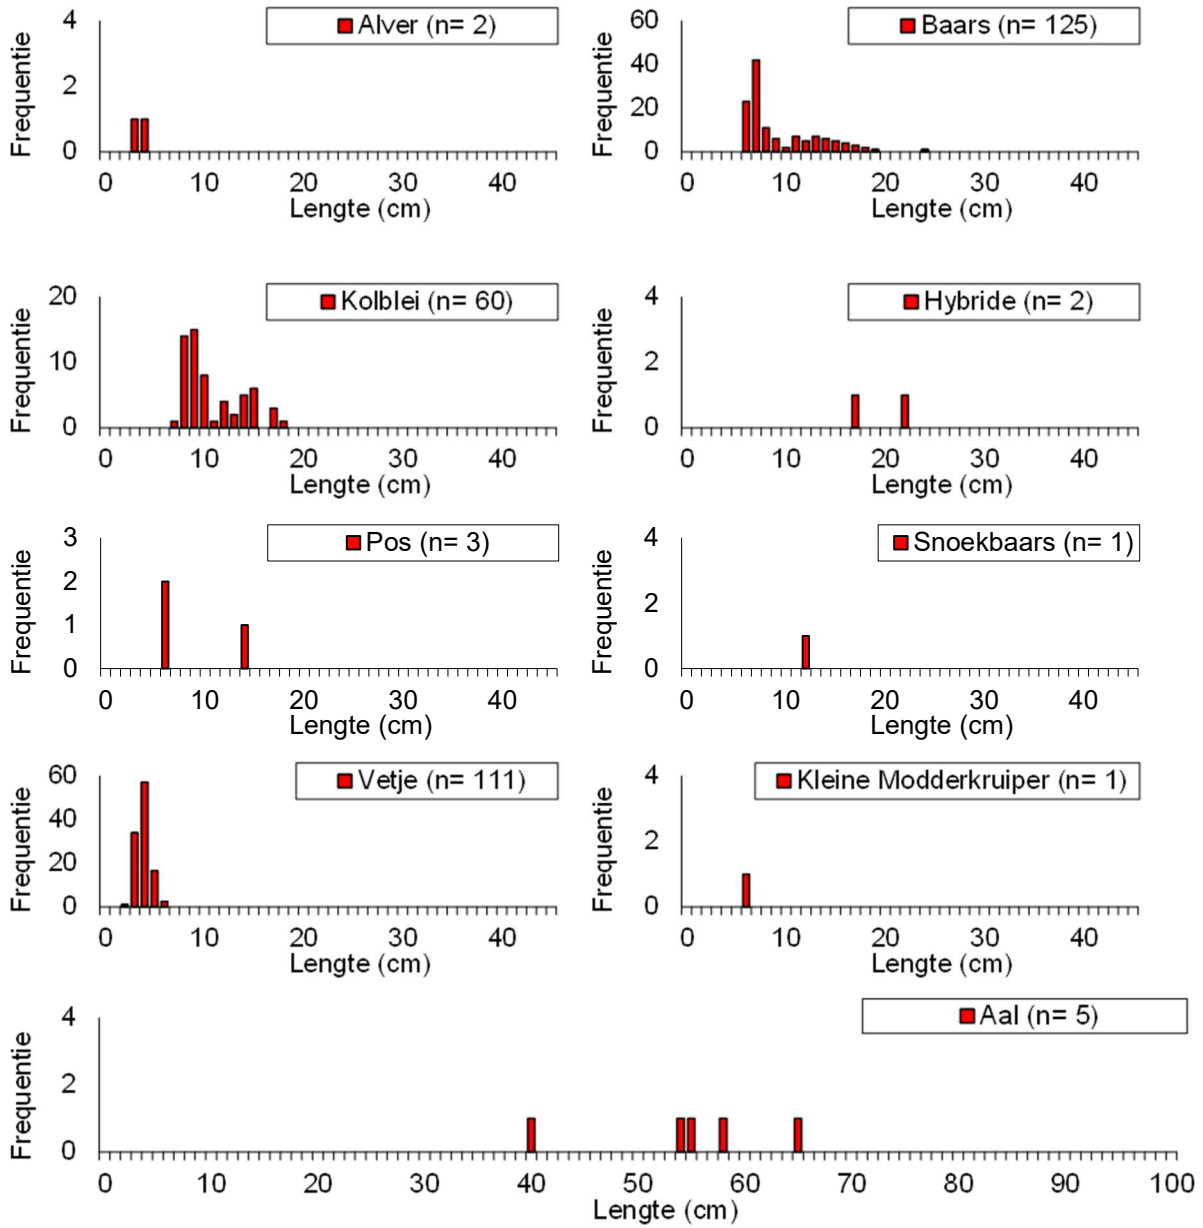 Alver (n= 2)
Frequentie
4
2
0
0 10 20 30 40
Lengte (cm)
Baars (n= 125)
Frequentie
60
40
20
0
0 10 20 30 40
Lengte (cm)
Kolblei (n= 60)
Frequentie
20
10
0
0 10 20 30 40
Lengte (cm)
Hybride (n= 2)
Frequentie
4
2
0
0 10 20 30 40
Lengte (cm)
Pos (n= 3)
Frequentie
3
2
1
0
0 10 20 30 40
Lengte (cm)
Snoekbaars (n= 1)
Frequentie
4
2
0
0 10 20 30 40
Lengte (cm)
Vetje (n= 111)
Frequentie
60
40
20
0
0 10 20 30 40
Lengte (cm)
Kleine Modderkruiper (n= 1)
Frequentie
4
2
0
0 10 20 30 40
Lengte (cm)
Aal (n= 5)
Frequentie
4
2
0
0 10 20 30 40 50 60 70 80 90 100
Lengte (cm)